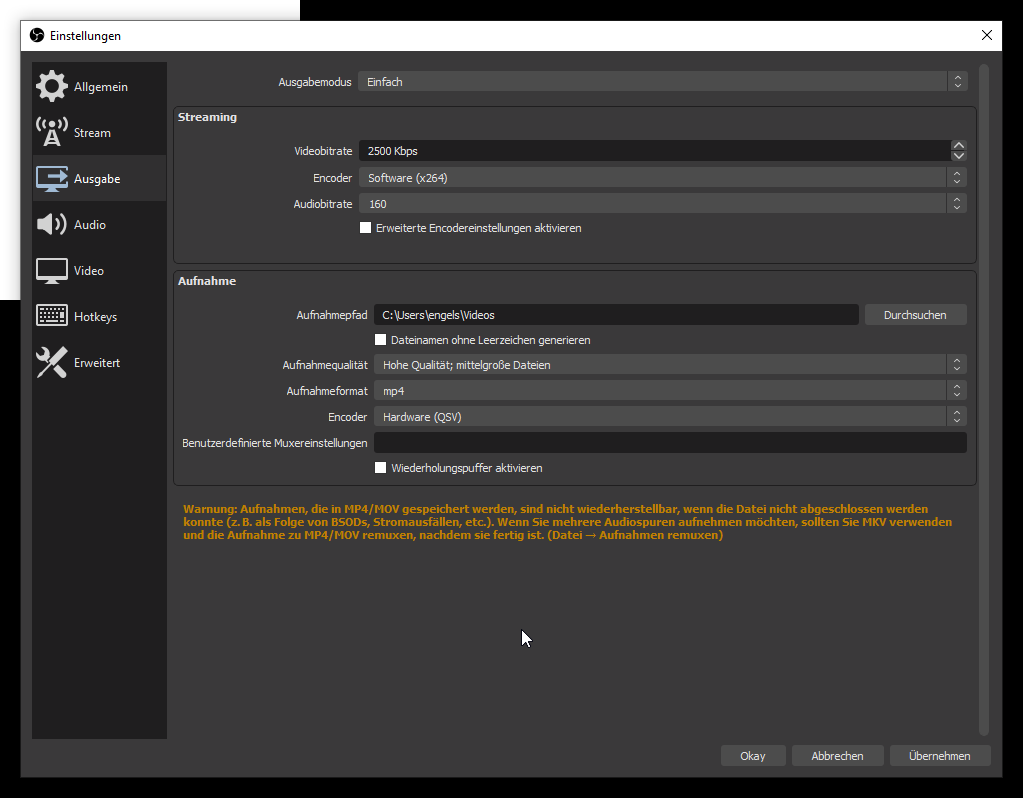 Einstellungen
Allgemein
Stream
Ausgabe
Audio
Video
Hotkeys
Erweitert
Ausgabemodus Einfach
Streaming
Videobitrate 2500 Kbps
Encoder Software (x264)
Audiobitrate 160
Erweiterte Encodereinstellungen aktivieren
Aufnahme
Aufnahmepfad C:\Users\engels\Videos Durchsuchen
Dateinamen ohne Leerzeichen generieren
Aufnahmequalität Hohe Qualität; mittelgroße Dateien
Aufnahmeformat mp4
Encoder Hardware (QSV)
Benutzerdefinierte Muxereinstellungen
Wiederholungspuffer aktivieren
Warnung: Aufnahmen, die in MP4/MOV gespeichert werden, sind nicht wiederherstellbar, wenn die Datei nicht abgeschlossen werden
konnte (z. B. als Folge von BSODs, Stromausfällen, etc.). Wenn Sie mehrere Audiospuren aufnehmen möchten, sollten Sie MKV verwenden
und die Aufnahme zu MP4/MOV remuxen, nachdem sie fertig ist. (Datei → Aufnahmen remuxen)
Okay Abbrechen Übernehmen